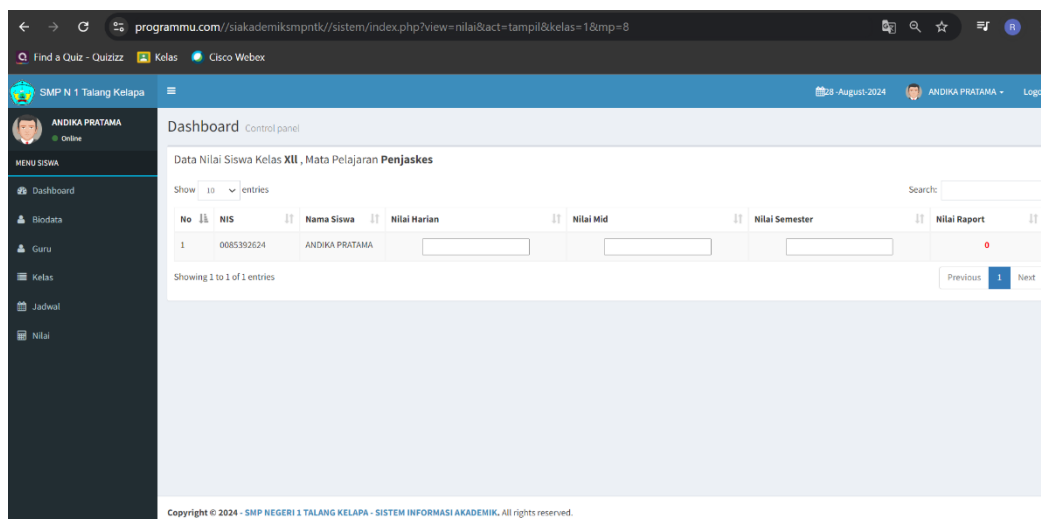 programmu.com//siakademiksmpntk//sistem/index.php?view=nilai&act=tampil&kelas=1&mp=8
R
Find a Quiz - Quizizz Kelas Cisco Webex
SMP N 1 Talang Kelapa 28 -August-2024 ANDIKA PRATAMA
ANDIKA PRATAMA
Online
Dashboard Control panel
MENU SISWA
Data Nilai Siswa Kelas Xll , Mata Pelajaran Penjaskes
Dashboard
Show 10 entries Search:
Biodata
No NIS Nama Siswa Nilai Harian Nilai Mid Nilai Semester Nilai Raport
Guru
1 0085392624 ANDIKA PRATAMA 0
Kelas
Showing 1 to 1 of 1 entries Previous 1 Next
Jadwal
Nilai
Copyright © 2024 - SMP NEGERI 1 TALANG KELAPA - SISTEM INFORMASI AKADEMIK. All rights reserved.